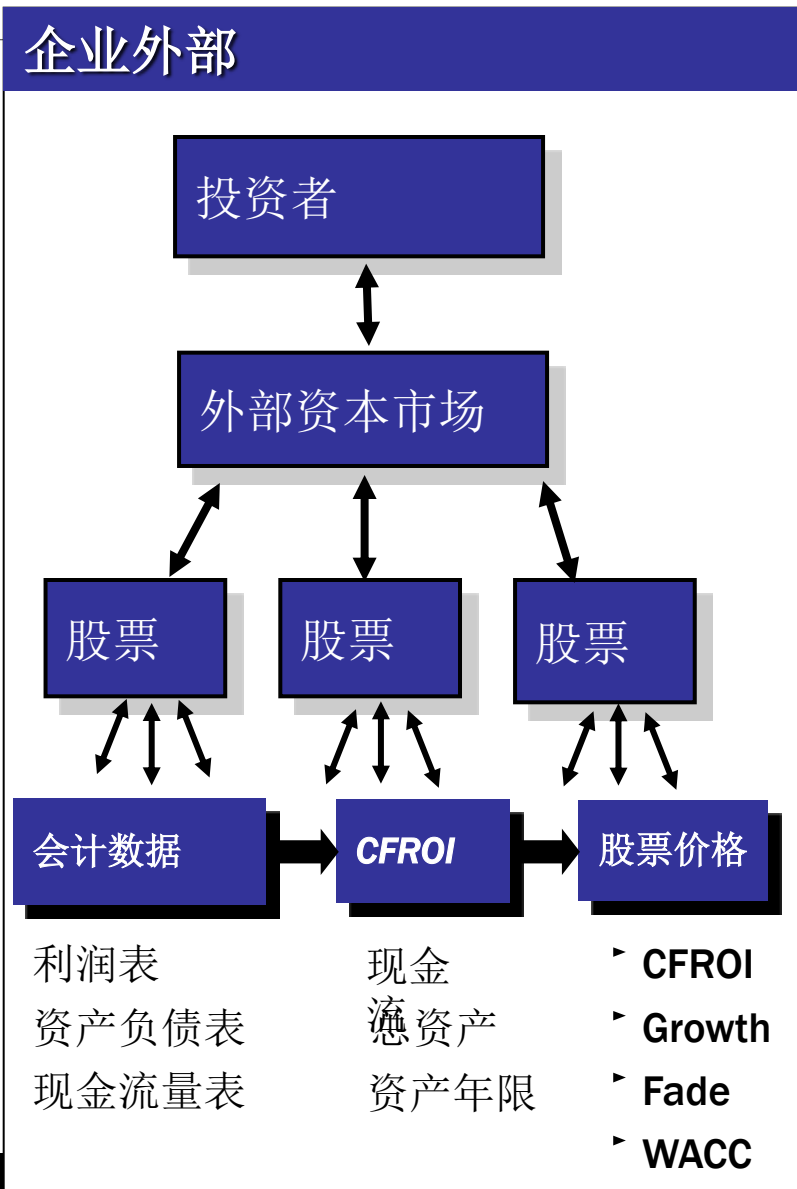 企业外部
投资者
外部资本市场
股票
股票
股票
会计数据
CFROI
股票价格
利润表
资产负债表
现金流量表
现金
流
总资产
资产年限
CFROI
Growth
Fade
WACC